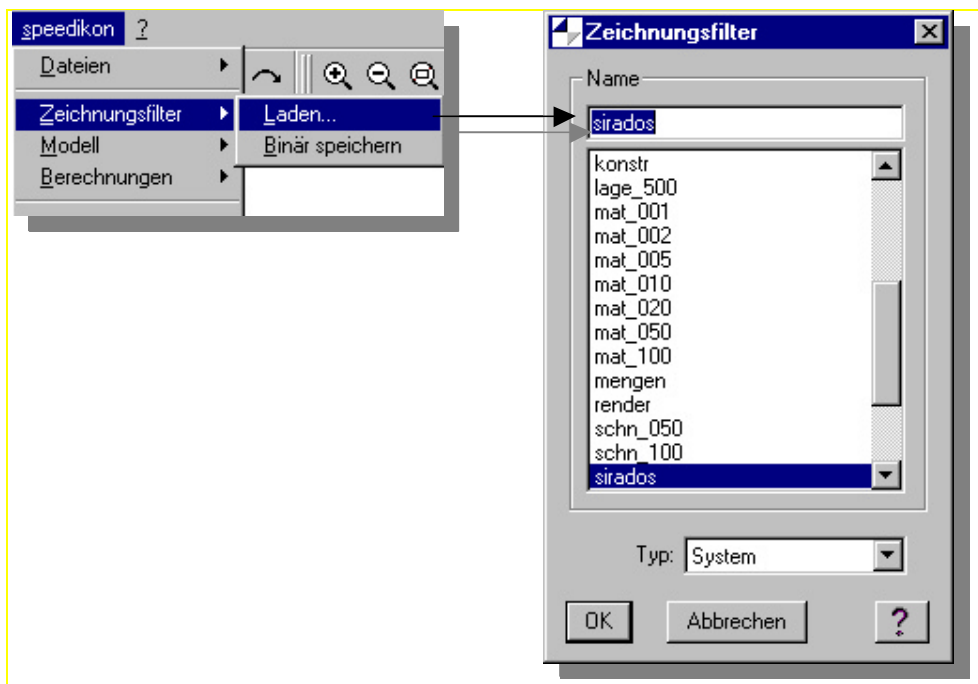 speedikon ?
Dateien
Zeichnungsfilter
Laden...
Modell
Binär speichern
Berechnungen
Zeichnungsfilter
Name
sirados
konstr
lage_500
mat_001
mat_002
mat_005
mat_010
mat_020
mat_050
mat_100
mengen
render
schn_050
schn_100
sirados
Typ: System
OK Abbrechen ?